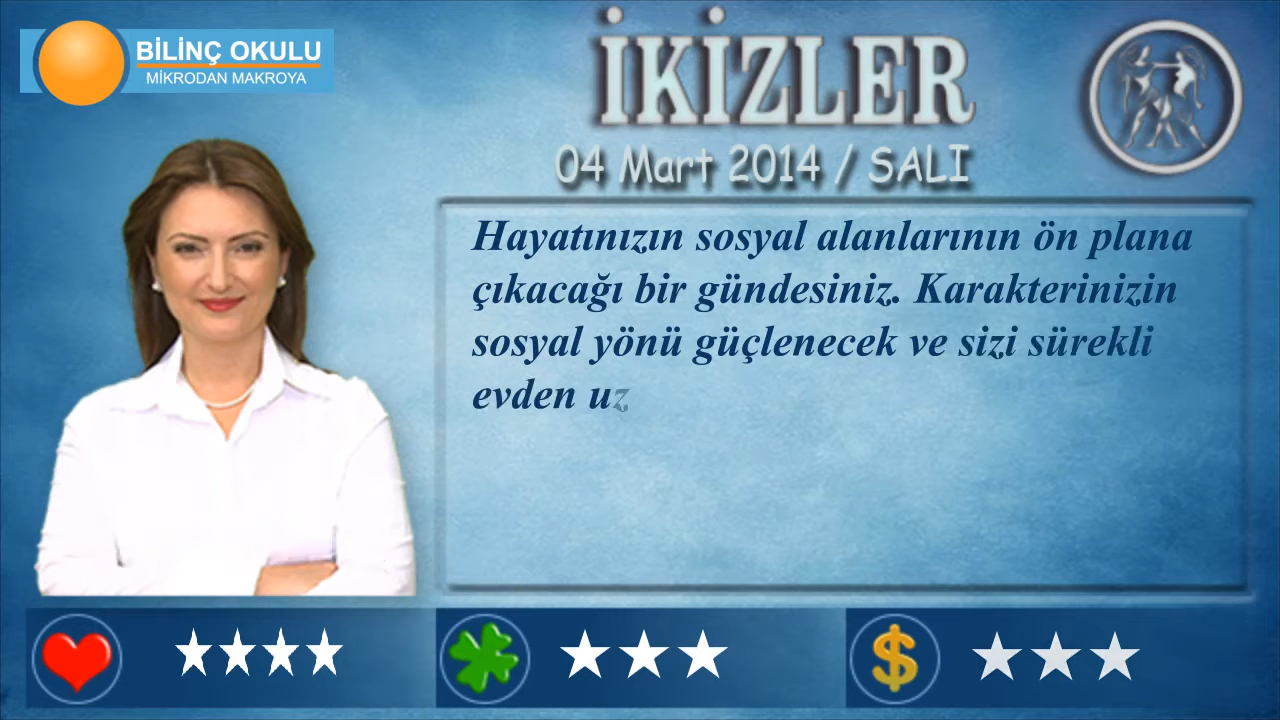 BİLİNÇ OKULU
MİKRODAN MAKROYA
İKİZLER
04 Mart 2014 / SALI
Hayatınızın sosyal alanlarının ön plana
çıkacağı bir gündesiniz. Karakterinizin
sosyal yönü güçlenecek ve sizi sürekli
evden uz